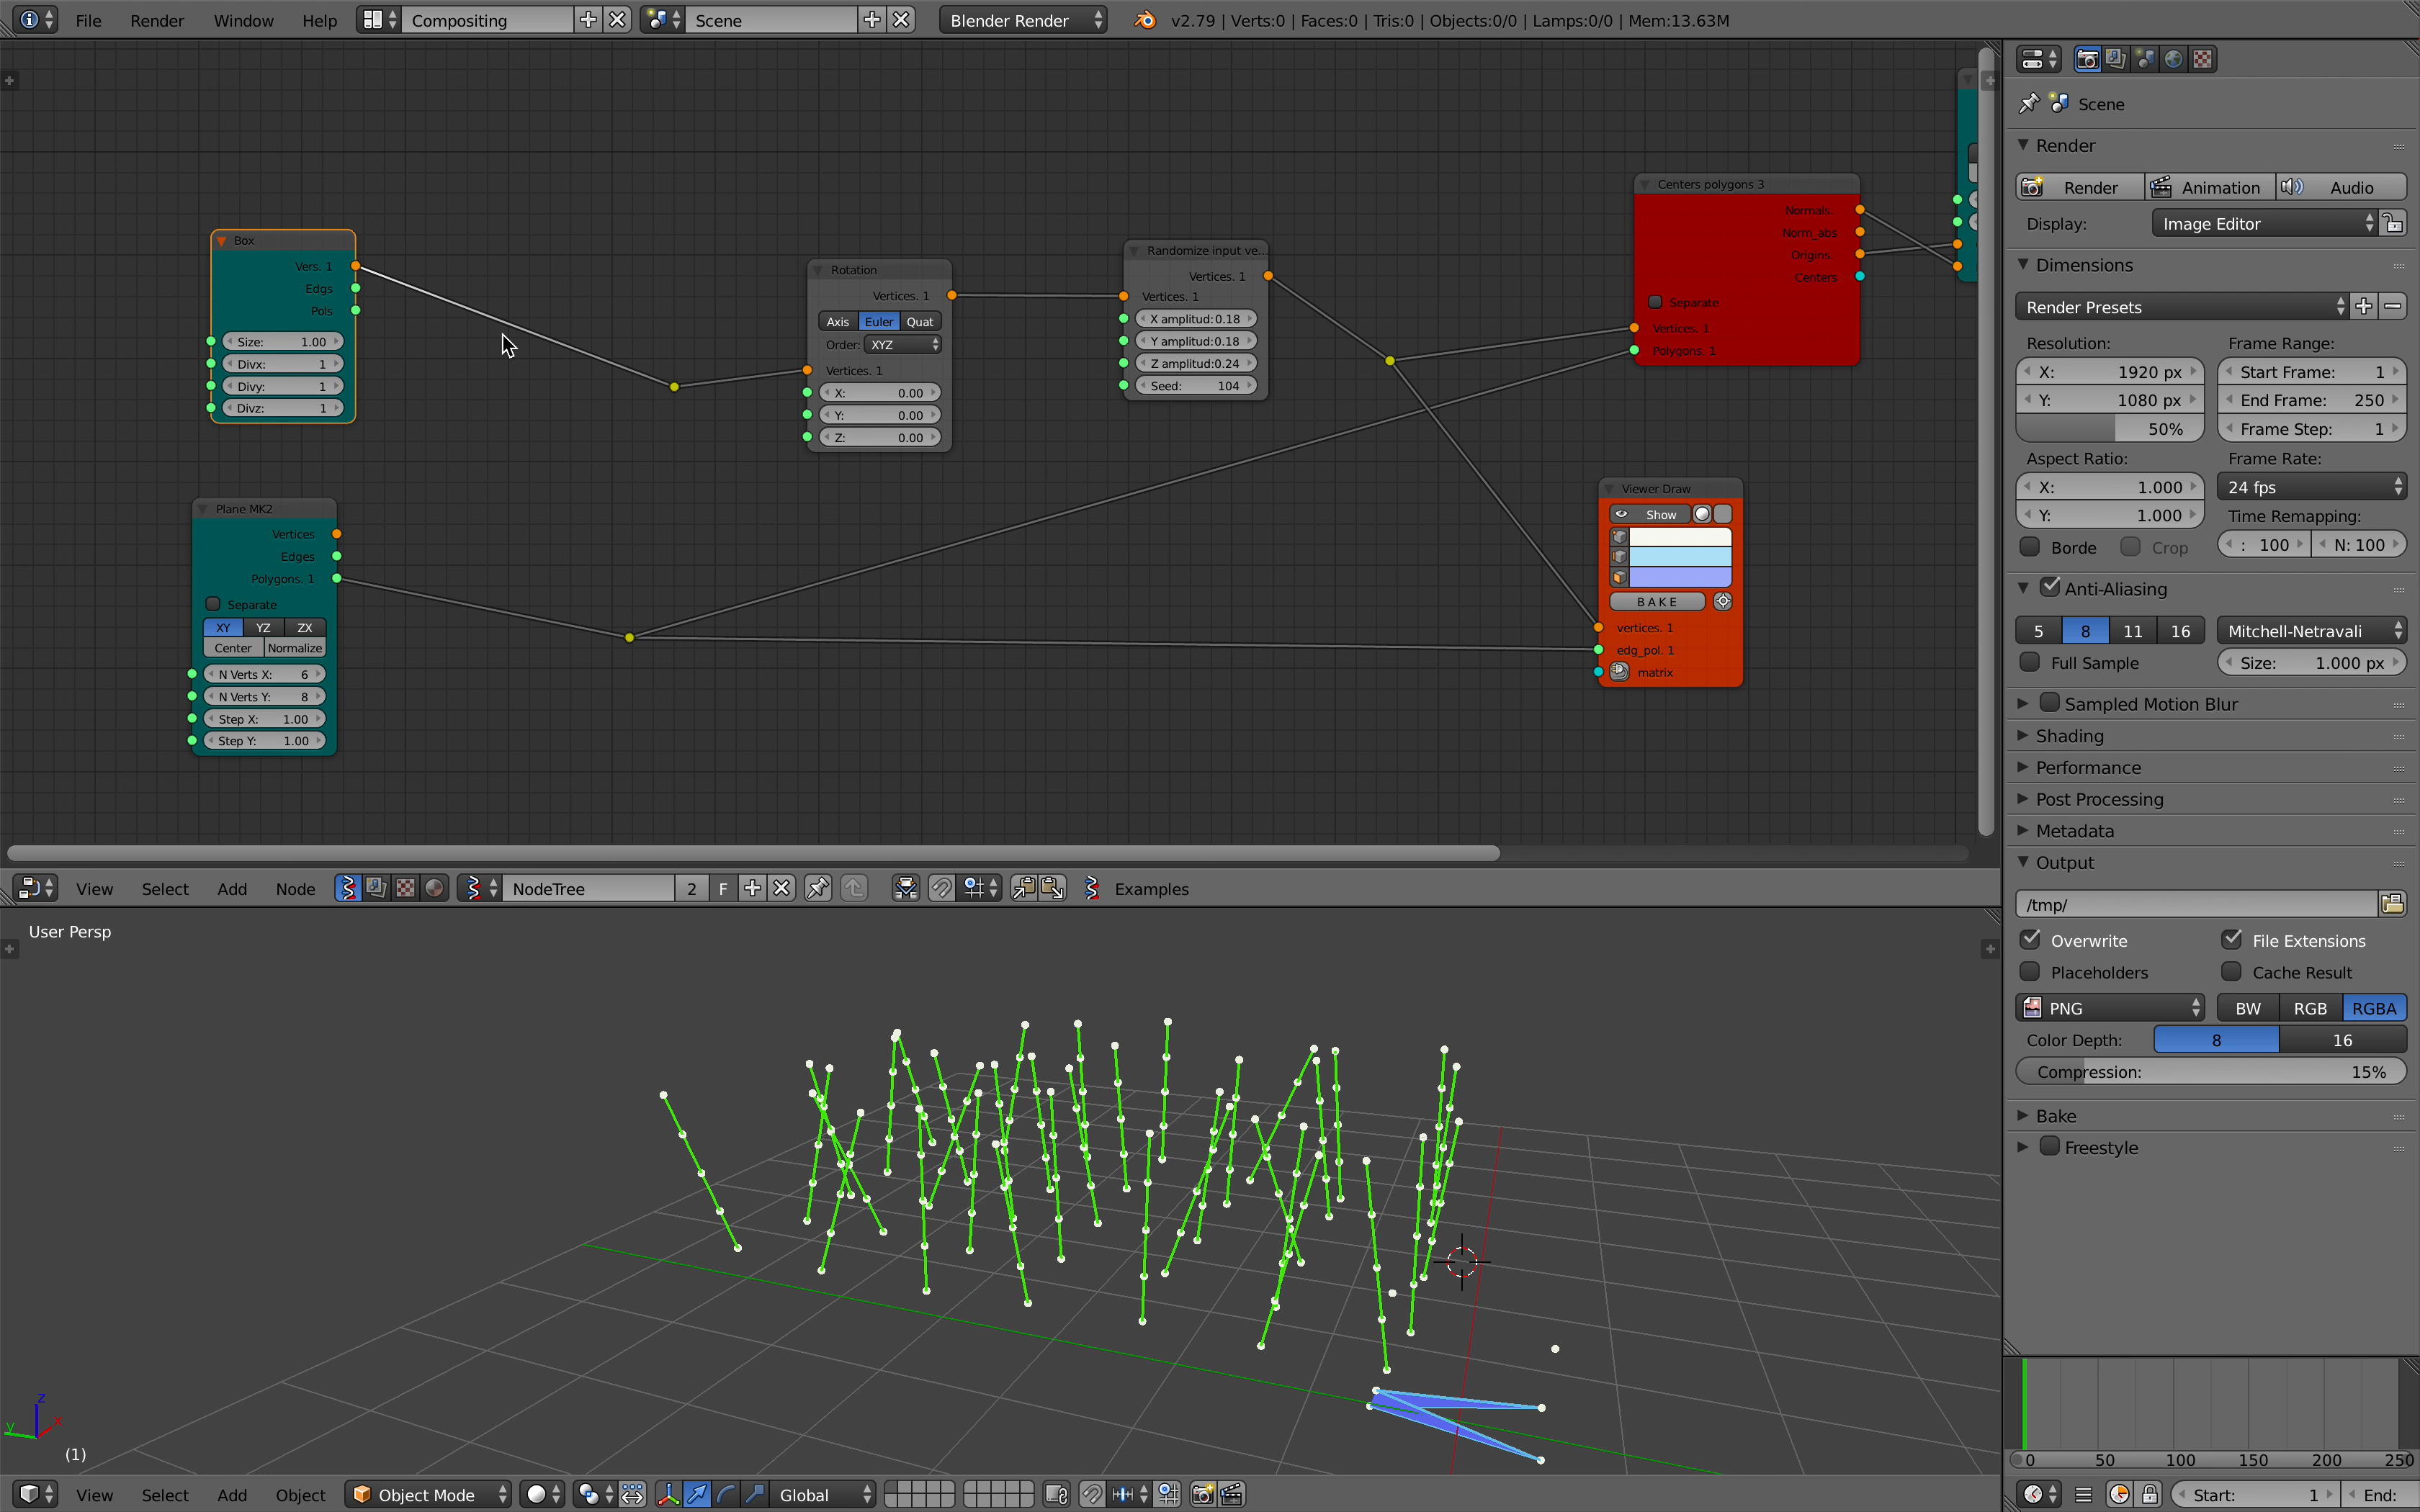 File Render Window Help Compositing Scene Blender Render v2.79 | Verts:0 | Faces:0 | Tris:0 | Objects:0/0 | Lamps:0/0 | Mem:13.63M
Box
Vers. 1
Edgs
Pols
Size: 1.00
Divx: 1
Divy: 1
Divz: 1
Plane MK2
Vertices
Edges
Polygons. 1
Separate
XY YZ ZX
Center Normalize
N Verts X: 6
N Verts Y: 8
Step X: 1.00
Step Y: 1.00
Rotation
Vertices. 1
Axis Euler Quat
Order: XYZ
Vertices. 1
X: 0.00
Y: 0.00
Z: 0.00
Randomize input ve...
Vertices. 1
Vertices. 1
X amplitud:0.18
Y amplitud:0.18
Z amplitud:0.24
Seed: 104
Centers polygons 3
Normals.
Norm_abs
Origins.
Centers
Separate
Vertices. 1
Polygons. 1
Viewer Draw
Show
B A K E
vertices. 1
edg_pol. 1
matrix
View Select Add Node NodeTree 2 F Examples
User Persp
z
y x
(1)
View Select Add Object Object Mode Global
Scene
Render
Render Animation Audio
Display: Image Editor
Dimensions
Render Presets
Resolution: Frame Range:
X: 1920 px Start Frame: 1
Y: 1080 px End Frame: 250
50% Frame Step: 1
Aspect Ratio: Frame Rate:
X: 1.000 24 fps
Y: 1.000 Time Remapping:
Borde Crop : 100 N: 100
Anti-Aliasing
5 8 11 16 Mitchell-Netravali
Full Sample Size: 1.000 px
Sampled Motion Blur
Shading
Performance
Post Processing
Metadata
Output
/tmp/
Overwrite File Extensions
Placeholders Cache Result
PNG BW RGB RGBA
Color Depth: 8 16
Compression: 15%
Bake
Freestyle
0 50 100 150 200 250
Start: 1 End: